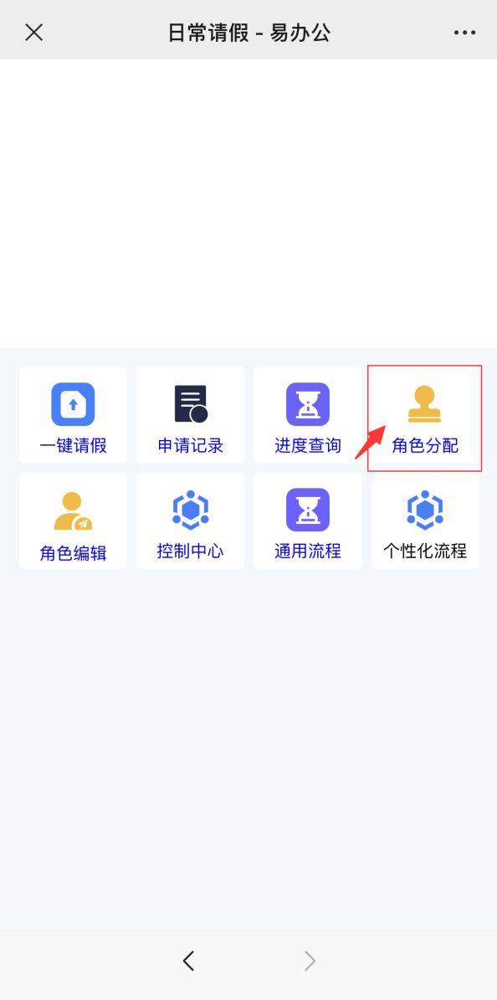 日常请假 - 易办公
一键请假
申请记录
进度查询
角色分配
角色编辑
控制中心
通用流程
个性化流程